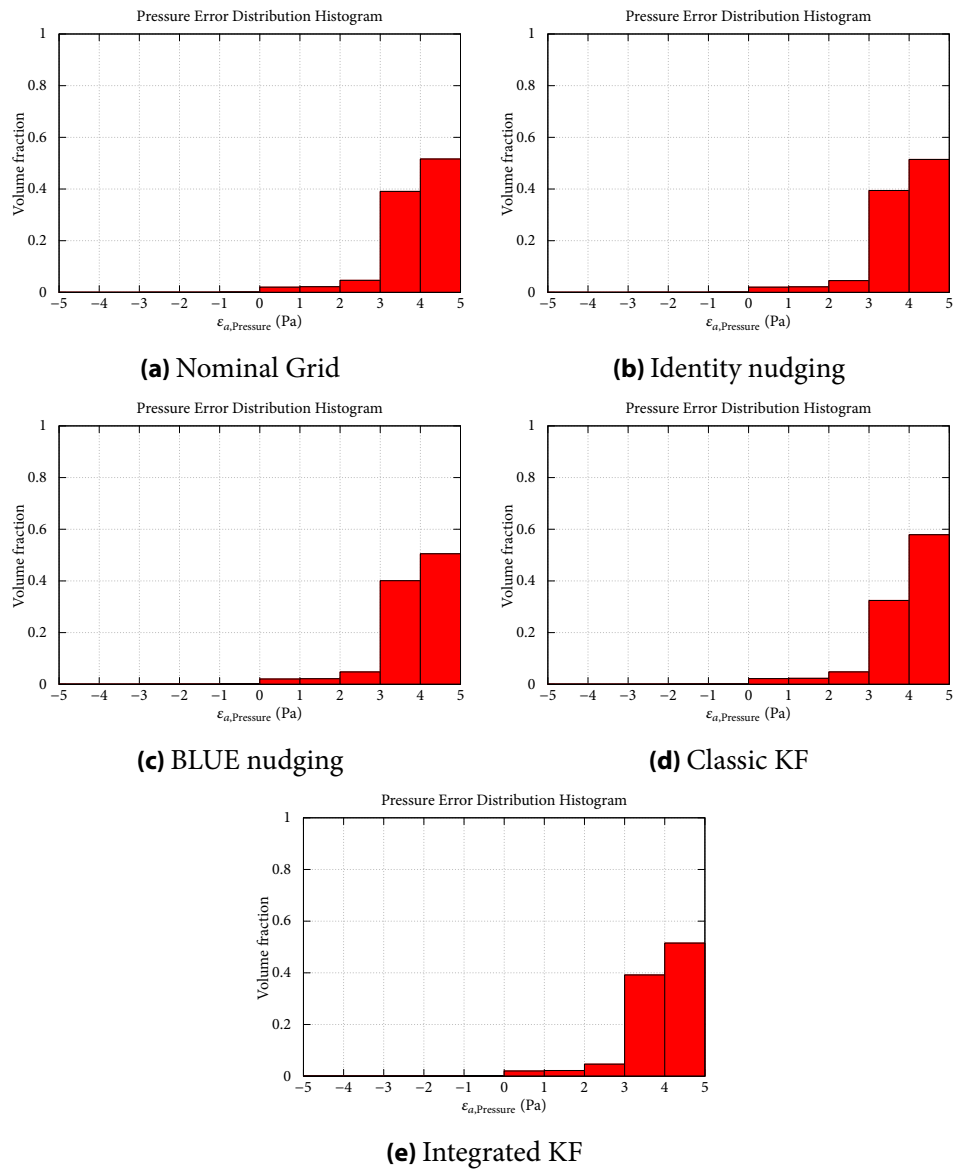 Pressure Error Distribution Histogram
1
0.8
0.6
0.4
0.2
0
Volume fraction
−5 −4 −3 −2 −1 0 1 2 3 4 5
εa,Pressure (Pa)
(a) Nominal Grid
Pressure Error Distribution Histogram
1
0.8
0.6
0.4
0.2
0
Volume fraction
−5 −4 −3 −2 −1 0 1 2 3 4 5
εa,Pressure (Pa)
(b) Identity nudging
Pressure Error Distribution Histogram
1
0.8
0.6
0.4
0.2
0
Volume fraction
−5 −4 −3 −2 −1 0 1 2 3 4 5
εa,Pressure (Pa)
(c) BLUE nudging
Pressure Error Distribution Histogram
1
0.8
0.6
0.4
0.2
0
Volume fraction
−5 −4 −3 −2 −1 0 1 2 3 4 5
εa,Pressure (Pa)
(d) Classic KF
Pressure Error Distribution Histogram
1
0.8
0.6
0.4
0.2
0
Volume fraction
−5 −4 −3 −2 −1 0 1 2 3 4 5
εa,Pressure (Pa)
(e) Integrated KF